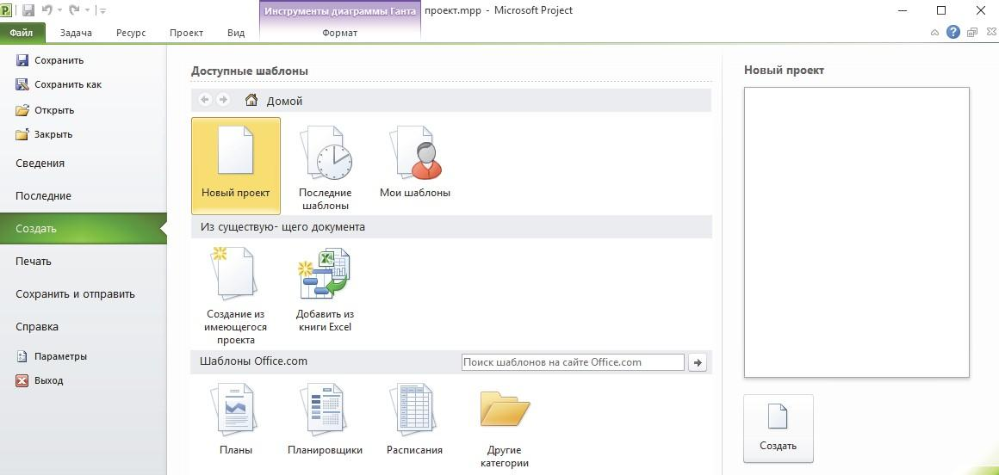 Инструменты диаграммы Ганта
проект.mpp - Microsoft Project
Файл Задача Ресурс Проект Вид Формат
Сохранить
Сохранить как
Открыть
Закрыть
Сведения
Последние
Создать
Печать
Сохранить и отправить
Справка
Параметры
Выход
Доступные шаблоны
Домой
Новый проект
Последние
шаблоны
Мои шаблоны
Из существую- щего документа
Создание из
имеющегося
проекта
Добавить из
книги Excel
Шаблоны Office.com
Поиск шаблонов на сайте Office.com
Планы
Планировщики
Расписания
Другие
категории
Новый проект
Создать